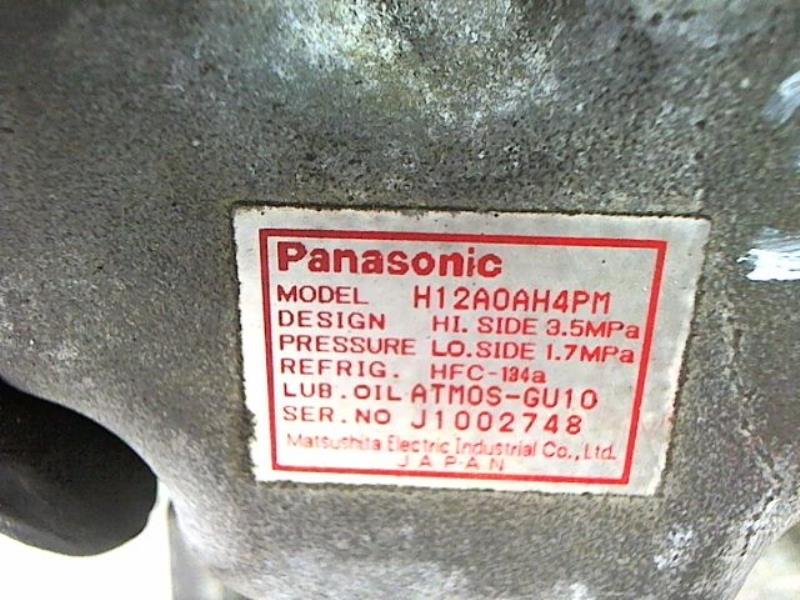 Panasonic
MODEL H12A0AH4PM
DESIGN HI. SIDE 3.5MPa
PRESSURE LO.SIDE 1.7MPa
REFRIG. HFC-134a
LUB.OIL ATMOS-GU10
SER.NO J1002748
Matsushita Electric Industrial Co., Ltd.
JAPAN